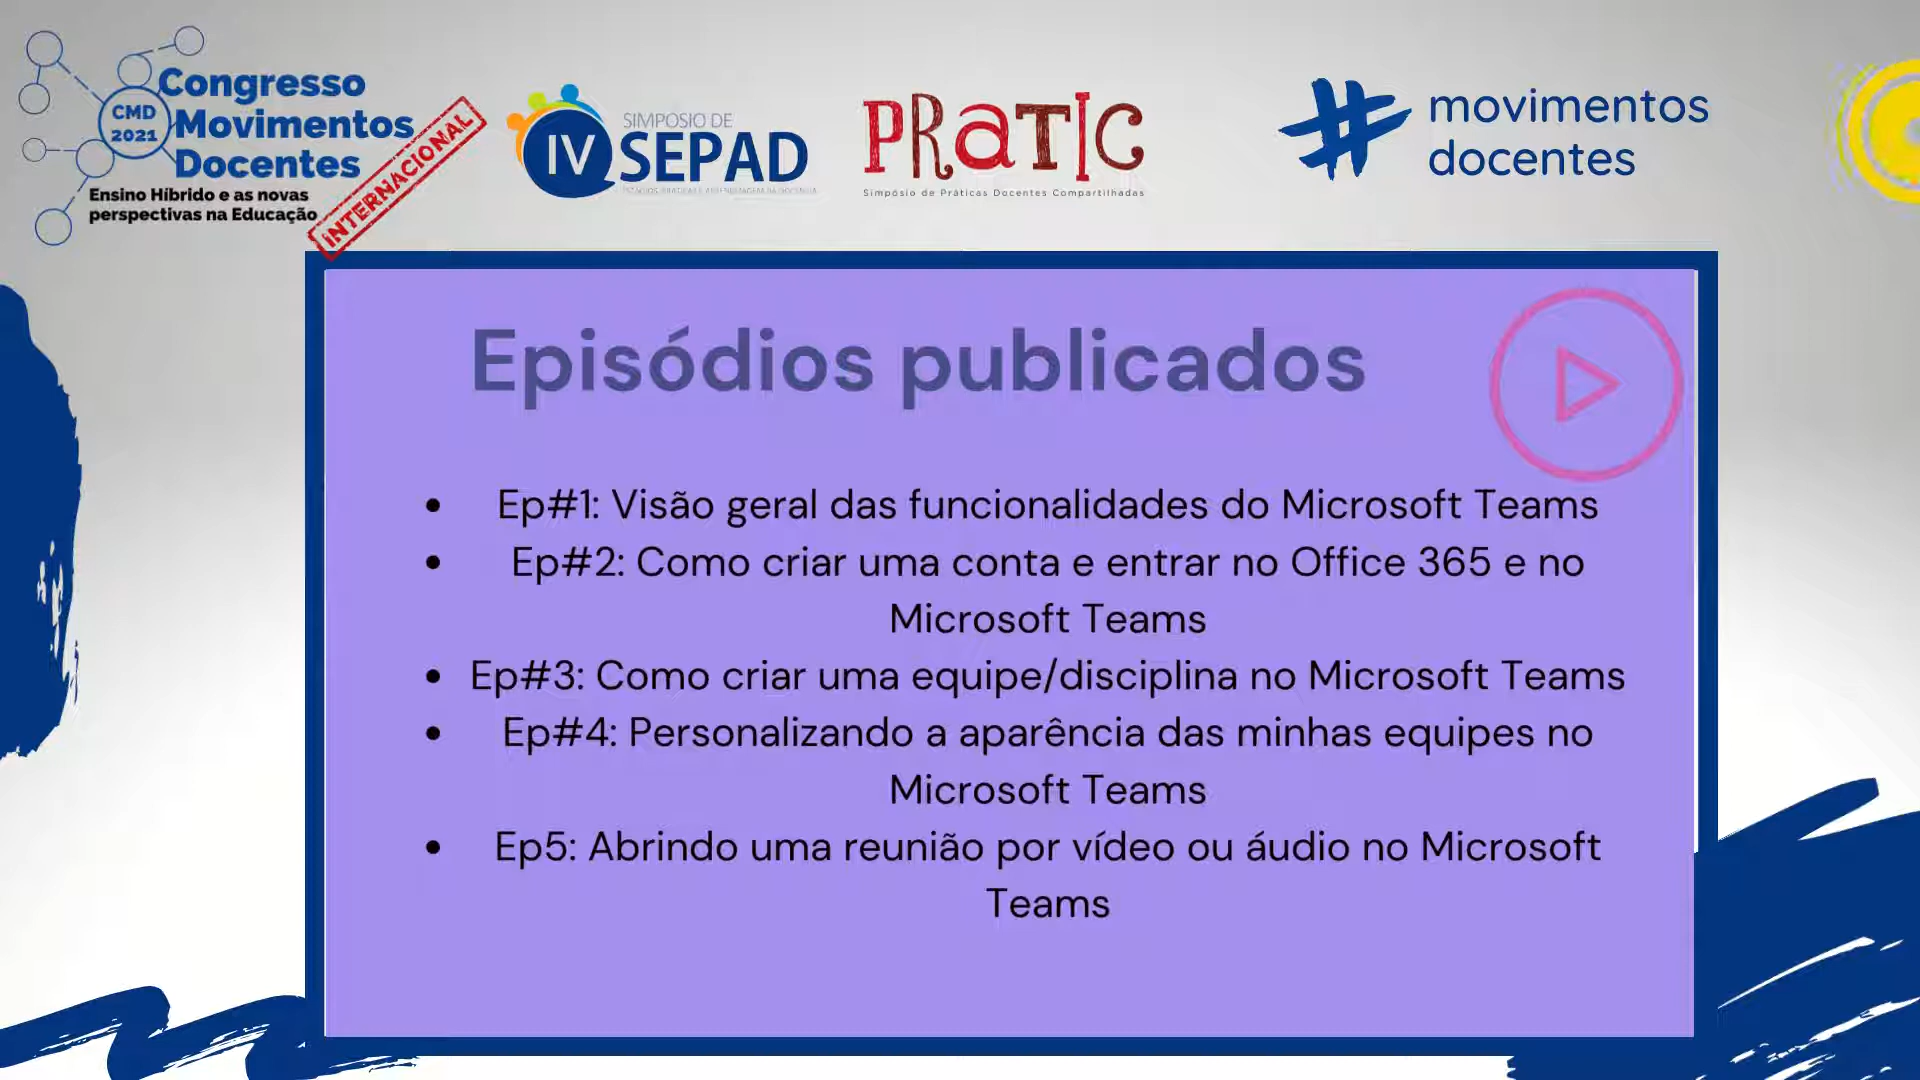 Congresso
Movimentos
Docentes
CMD
2021
Ensino Híbrido e as novas
perspectivas na Educação
INTERNACIONAL
SIMPÓSIO DE
IV SEPAD
PRATIC
Simpósio de Práticas Docentes Compartilhadas
# movimentos
docentes
Episódios publicados
• Ep#1: Visão geral das funcionalidades do Microsoft Teams
• Ep#2: Como criar uma conta e entrar no Office 365 e no
Microsoft Teams
• Ep#3: Como criar uma equipe/disciplina no Microsoft Teams
• Ep#4: Personalizando a aparência das minhas equipes no
Microsoft Teams
• Ep5: Abrindo uma reunião por vídeo ou áudio no Microsoft
Teams